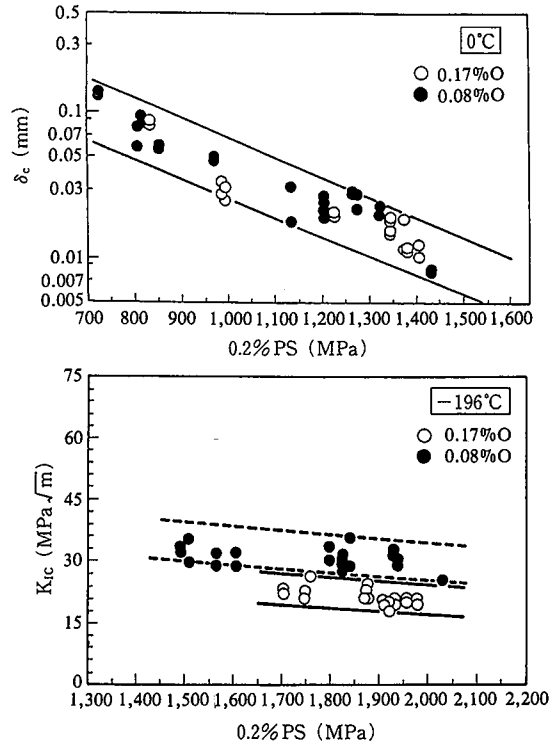 0.5
0.3
0.1
0.07
0.05
0.03
0.01
0.007
0.005
δc (mm)
0℃
0.17%O
0.08%O
700 800 900 1,000 1,100 1,200 1,300 1,400 1,500 1,600
0.2% PS (MPa)
75
60
45
30
15
0
K_IC (MPa√m)
−196℃
0.17%O
0.08%O
1,300 1,400 1,500 1,600 1,700 1,800 1,900 2,000 2,100 2,200
0.2% PS (MPa)